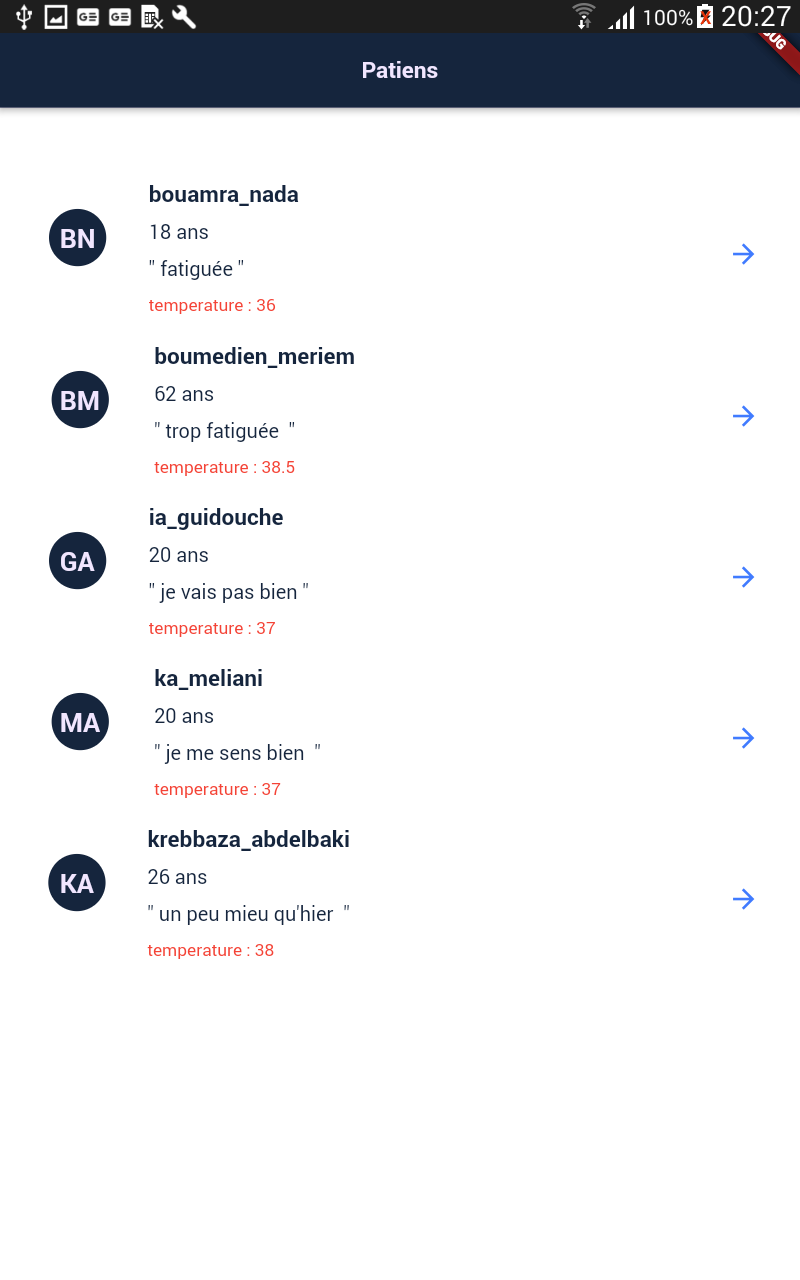 100% 20:27
Patiens
bouamra_nada
BN
18 ans
" fatiguée "
temperature : 36
boumedien_meriem
BM
62 ans
" trop fatiguée  "
temperature : 38.5
ia_guidouche
GA
20 ans
" je vais pas bien "
temperature : 37
ka_meliani
MA
20 ans
" je me sens bien  "
temperature : 37
krebbaza_abdelbaki
KA
26 ans
" un peu mieu qu'hier  "
temperature : 38